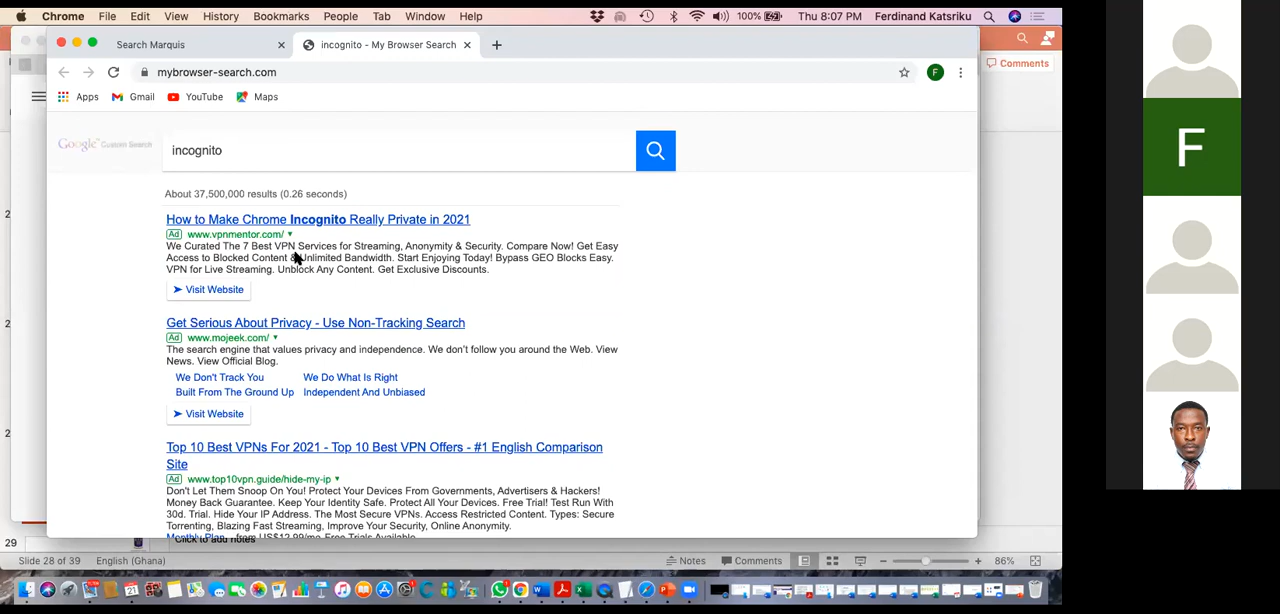 Chrome File Edit View History Bookmarks People Tab Window Help 100% Thu 8:07 PM Ferdinand Katsriku
Search Marquis
incognito - My Browser Search
Comments
mybrowser-search.com F
Apps Gmail YouTube Maps
Google Custom Search
incognito
About 37,500,000 results (0.26 seconds)
How to Make Chrome Incognito Really Private in 2021
Ad www.vpnmentor.com/
We Curated The 7 Best VPN Services for Streaming, Anonymity & Security. Compare Now! Get Easy
Access to Blocked Content & Unlimited Bandwidth. Start Enjoying Today! Bypass GEO Blocks Easy.
VPN for Live Streaming. Unblock Any Content. Get Exclusive Discounts.
Visit Website
Get Serious About Privacy - Use Non-Tracking Search
Ad www.mojeek.com/
The search engine that values privacy and independence. We don't follow you around the Web. View
News. View Official Blog.
We Don't Track You We Do What Is Right
Built From The Ground Up Independent And Unbiased
Visit Website
Top 10 Best VPNs For 2021 - Top 10 Best VPN Offers - #1 English Comparison
Site
Ad www.top10vpn.guide/hide-my-ip
Don't Let Them Snoop On You! Protect Your Devices From Governments, Advertisers & Hackers!
Money Back Guarantee. Keep Your Identity Safe. Protect All Your Devices. Free Trial! Test Run With
30d. Trial. Hide Your IP Address. The Most Secure VPNs. Access Restricted Content. Types: Secure
Torrenting, Blazing Fast Streaming, Improve Your Security, Online Anonymity.
Monthly Plan - from US$12.99/mo Free Trials Available
29 Click to add notes
Slide 28 of 39 English (Ghana) Notes Comments 86%
F